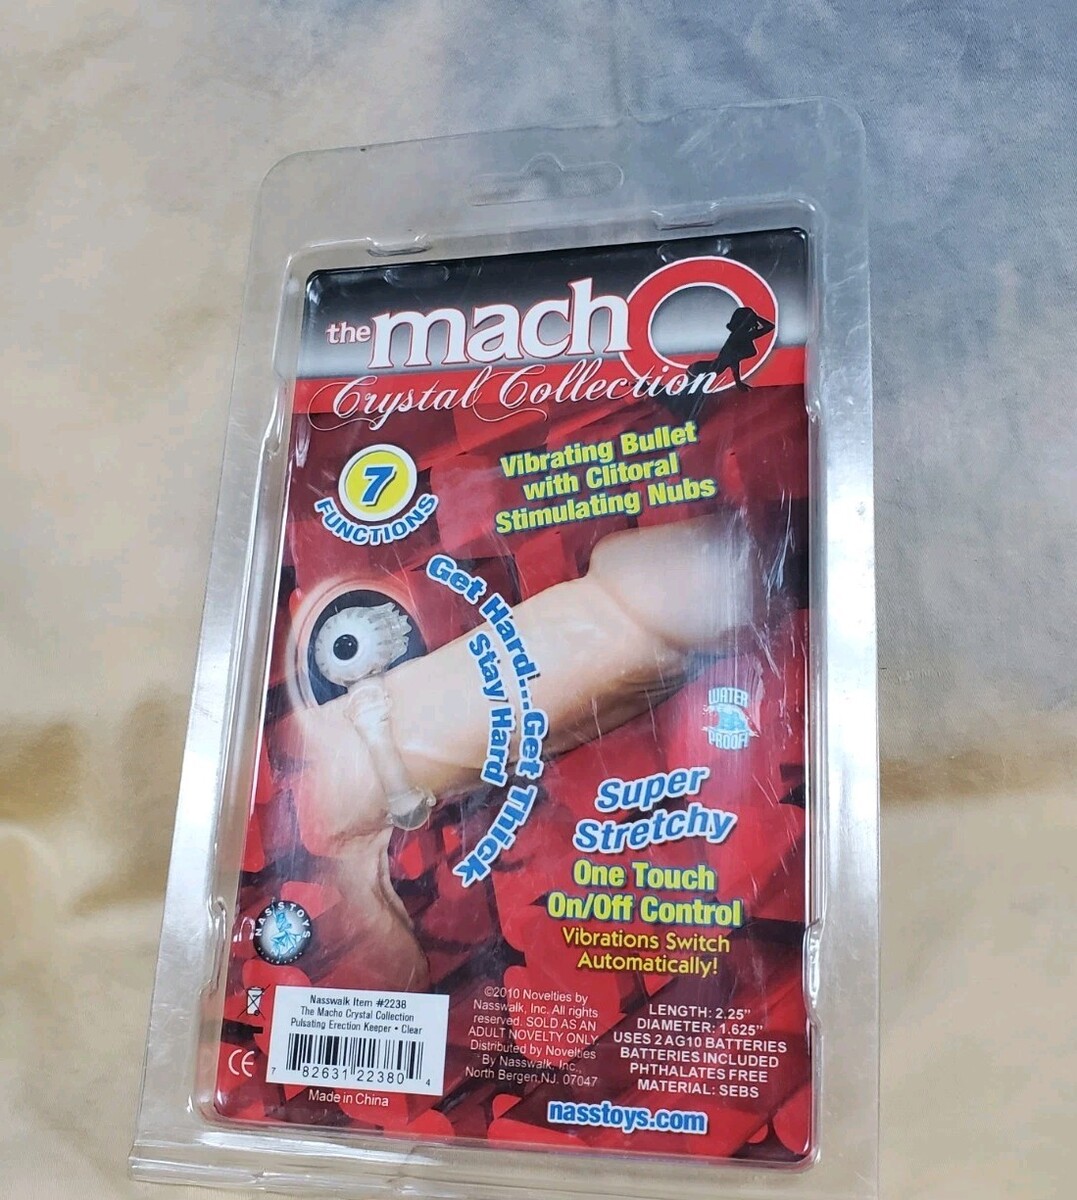 the machO
Crystal Collection
7
FUNCTIONS
Vibrating Bullet
with Clitoral
Stimulating Nubs
Get Hard...Get Thick
Stay Hard
WATER
PROOF
Super
Stretchy
One Touch
On/Off Control
Vibrations Switch
Automatically!
NASSTOYS
Nasswalk Item #2238
The Macho Crystal Collection
Pulsating Erection Keeper • Clear
7 82631 22380 4
CE
Made in China
©2010 Novelties by
Nasswalk, Inc. All rights
reserved. SOLD AS AN
ADULT NOVELTY ONLY
Distributed by Novelties
By Nasswalk, Inc.,
North Bergen, NJ. 07047
LENGTH: 2.25"
DIAMETER: 1.625"
USES 2 AG10 BATTERIES
BATTERIES INCLUDED
PHTHALATES FREE
MATERIAL: SEBS
nasstoys.com